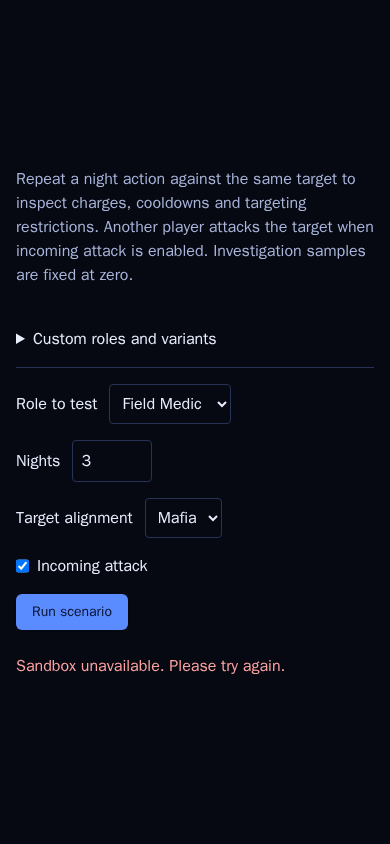 Repeat a night action against the same target to
inspect charges, cooldowns and targeting
restrictions. Another player attacks the target when
incoming attack is enabled. Investigation samples
are fixed at zero.
Custom roles and variants
Role to test Field Medic
Nights 3
Target alignment Mafia
Incoming attack
Run scenario
Sandbox unavailable. Please try again.